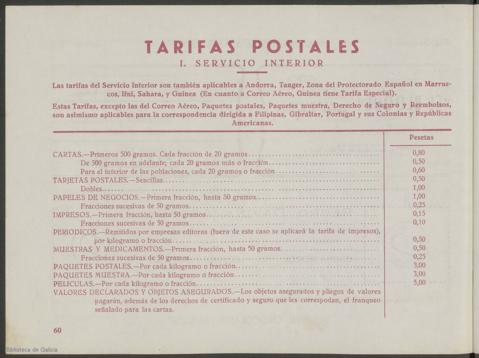 TARIFAS POSTALES
I. SERVICIO INTERIOR
Las tarifas del Servicio Interior son también aplicables a Andorra, Tanger, Zona del Protectorado Español en Marrue-
cos, Ifni, Sahara, y Guinea (En cuanto a Correo Aéreo, Guinea tiene Tarifa Especial).
Estas Tarifas, excepto las del Correo Aéreo, Paquetes postales, Paquetes muestra, Derecho de Seguro y Reembolsos,
son asimismo aplicables para la correspondencia dirigida a Filipinas, Gibraltar, Portugal y sus Colonias y Repúblicas
Americanas.
Pesetas
CARTAS.—Primeros 500 gramos. Cada fracción de 20 gramos 0,80
De 500 gramos en adelante; cada 20 gramos más o fracción 0,50
Para el interior de las poblaciones, cada 20 gramos o fracción 0,60
TARJETAS POSTALES.—Sencillas 0,50
Dobles 1,00
PAPELES DE NEGOCIOS.—Primera fracción, hasta 50 gramos 1,00
Fracciones sucesivas de 50 gramos 0,25
IMPRESOS.—Primera fracción, hasta 50 gramos 0,15
Fracciones sucesivas de 50 gramos 0,10
PERIODICOS.—Remitidos por empresas editoras (fuera de este caso se aplicará la tarifa de impresos),
por kilogramo o fracción 0,50
MUESTRAS Y MEDICAMENTOS.—Primera fracción, hasta 50 gramos 0,50
Fracciones sucesivas de 50 gramos 0,25
PAQUETES POSTALES.—Por cada kilogramo o fracción 3,00
PAQUETES MUESTRA.—Por cada kilogramo o fracción 3,00
PELICULAS.—Por cada kilogramo o fracción 5,00
VALORES DECLARADOS Y OBJETOS ASEGURADOS.—Los objetos asegurados y pliegos de valores
pagarán, además de los derechos de certificado y seguro que les correspodan, el franqueo
señalado para las cartas.
60
Biblioteca de Galicia